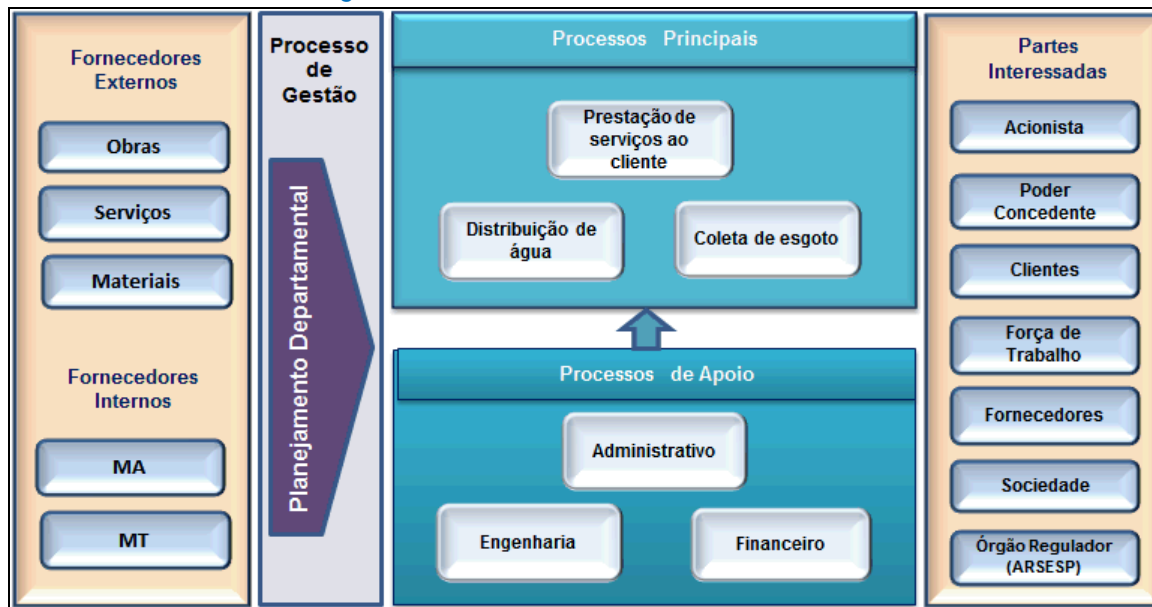 Fornecedores
Externos
Obras
Serviços
Materiais
Fornecedores
Internos
MA
MT
Processo
de
Gestão
Planejamento Departamental
Processos Principais
Prestação de
serviços ao
cliente
Distribuição de
água
Coleta de esgoto
Processos de Apoio
Administrativo
Engenharia
Financeiro
Partes
Interessadas
Acionista
Poder
Concedente
Clientes
Força de
Trabalho
Fornecedores
Sociedade
Órgão Regulador
(ARSESP)